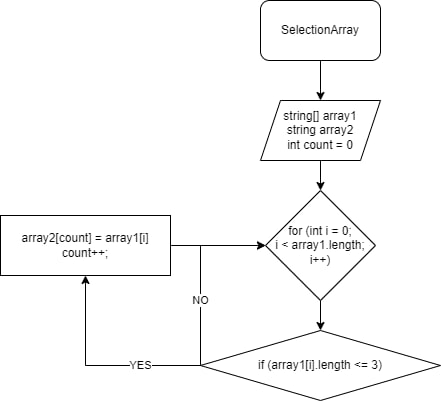 SelectionArray
string[] array1
string array2
int count = 0
for (int i = 0;
i < array1.length;
i++)
array2[count] = array1[i]
count++;
NO
YES
if (array1[i].length <= 3)